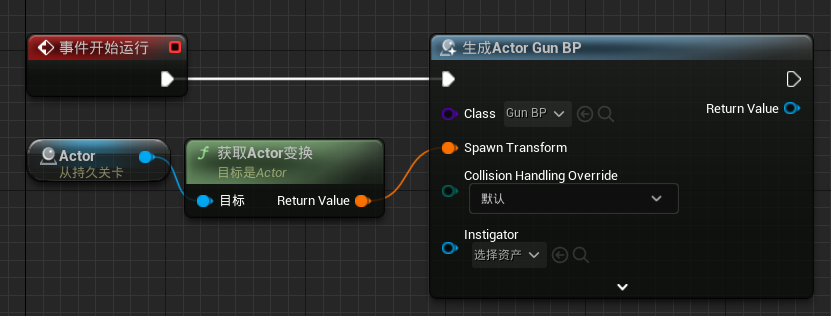 事件开始运行
Actor
从持久关卡
获取Actor变换
目标是Actor
目标
Return Value
生成Actor Gun BP
Class
Gun BP
Return Value
Spawn Transform
Collision Handling Override
默认
Instigator
选择资产